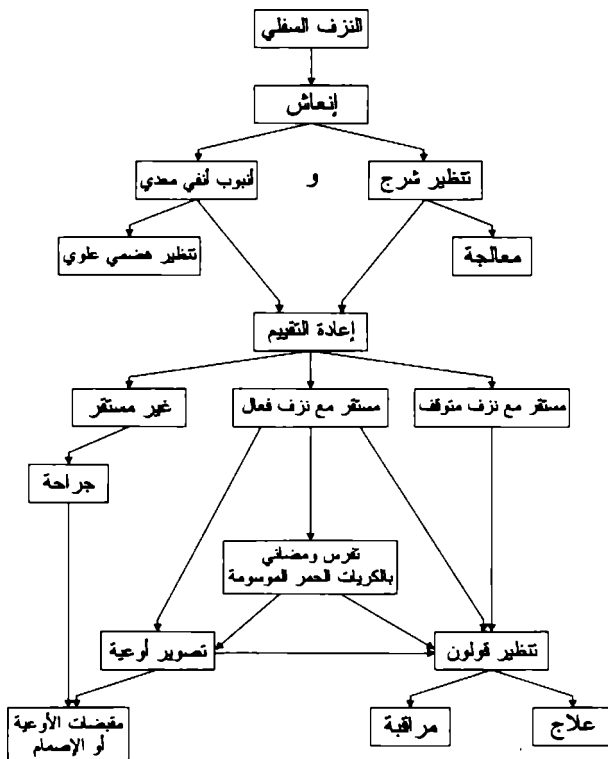 النزف السفلي
إنعاش
تنظير شرج
و
أنبوب أنفي معدي
معالجة
تنظير هضمي علوي
إعادة التقييم
مستقر مع نزف متوقف
مستقر مع نزف فعال
غير مستقر
جراحة
تفرس ومضاني
بالكريات الحمر الموسومة
تنظير قولون
تصوير أوعية
علاج
مراقبة
مقبضات الأوعية
أو الإصمام